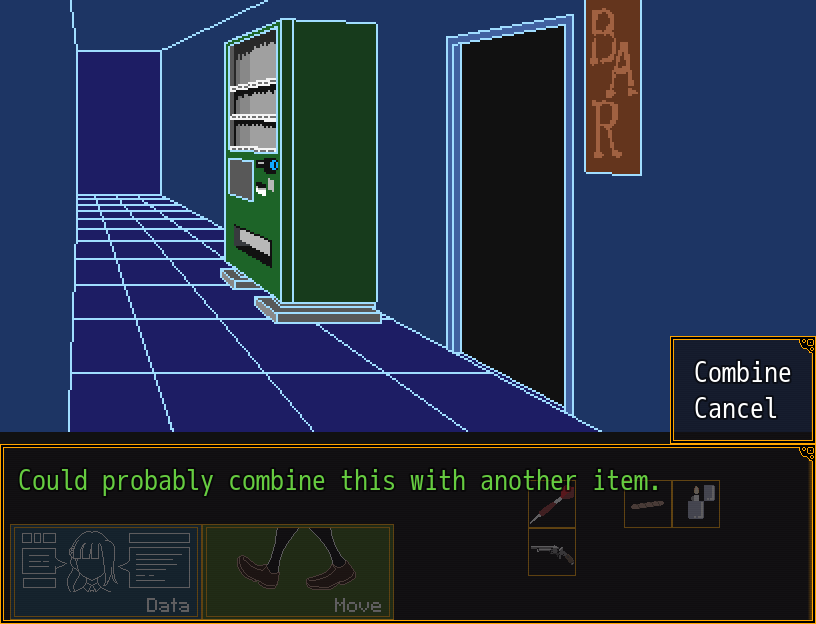 BAR
Combine
Cancel
Could probably combine this with another item.
Data
Move